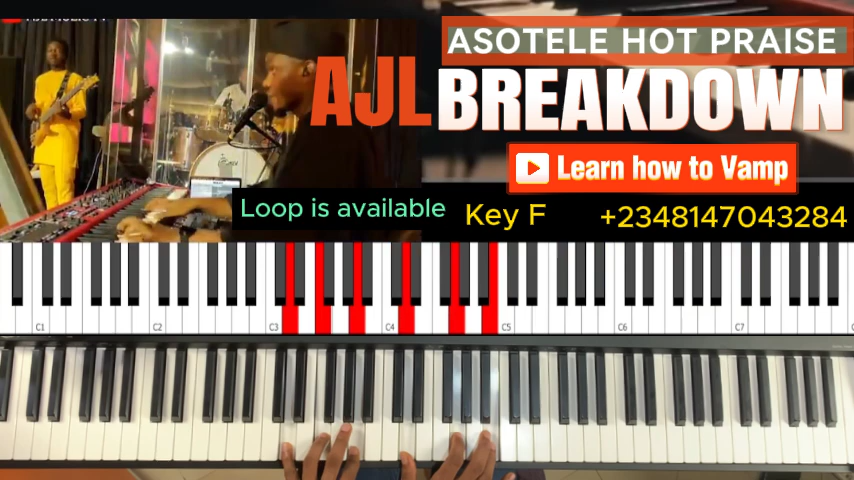 ASOTELE HOT PRAISE
AJL BREAKDOWN
Learn how to Vamp
Loop is available
Key F
+2348147043284
C1
C2
C3
C4
C5
C6
C7